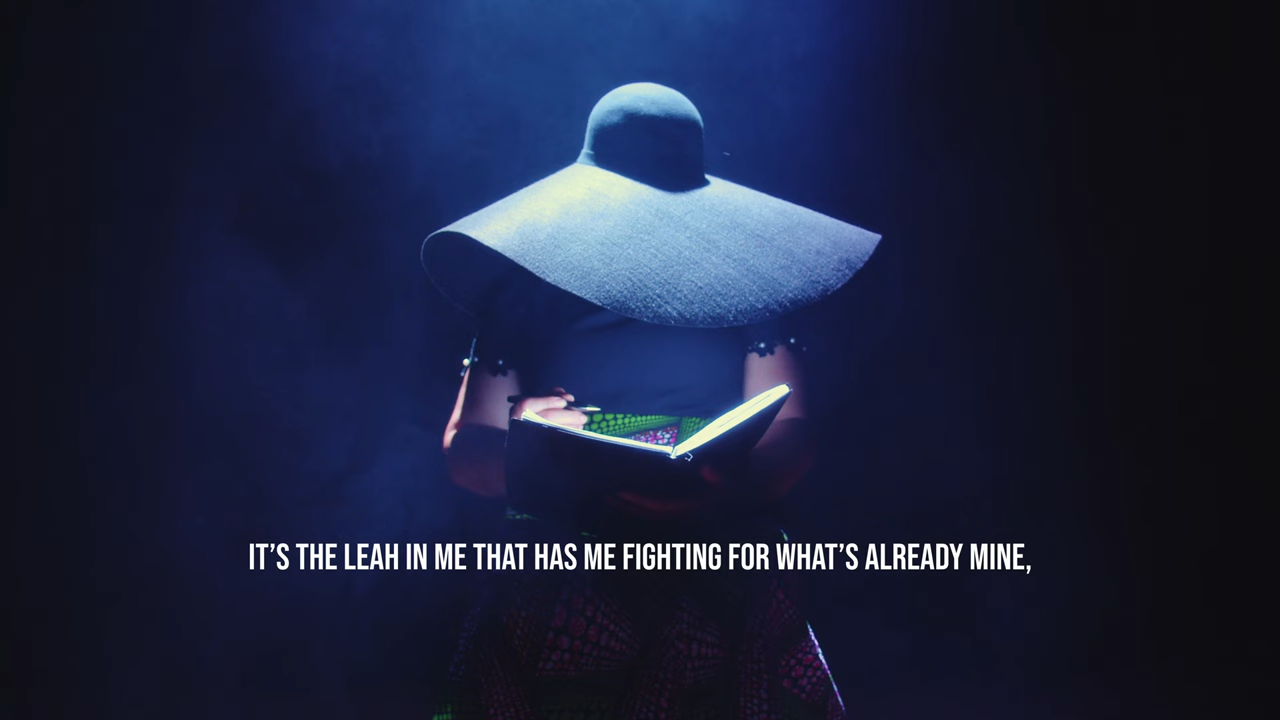 IT’S THE LEAH IN ME THAT HAS ME FIGHTING FOR WHAT’S ALREADY MINE,